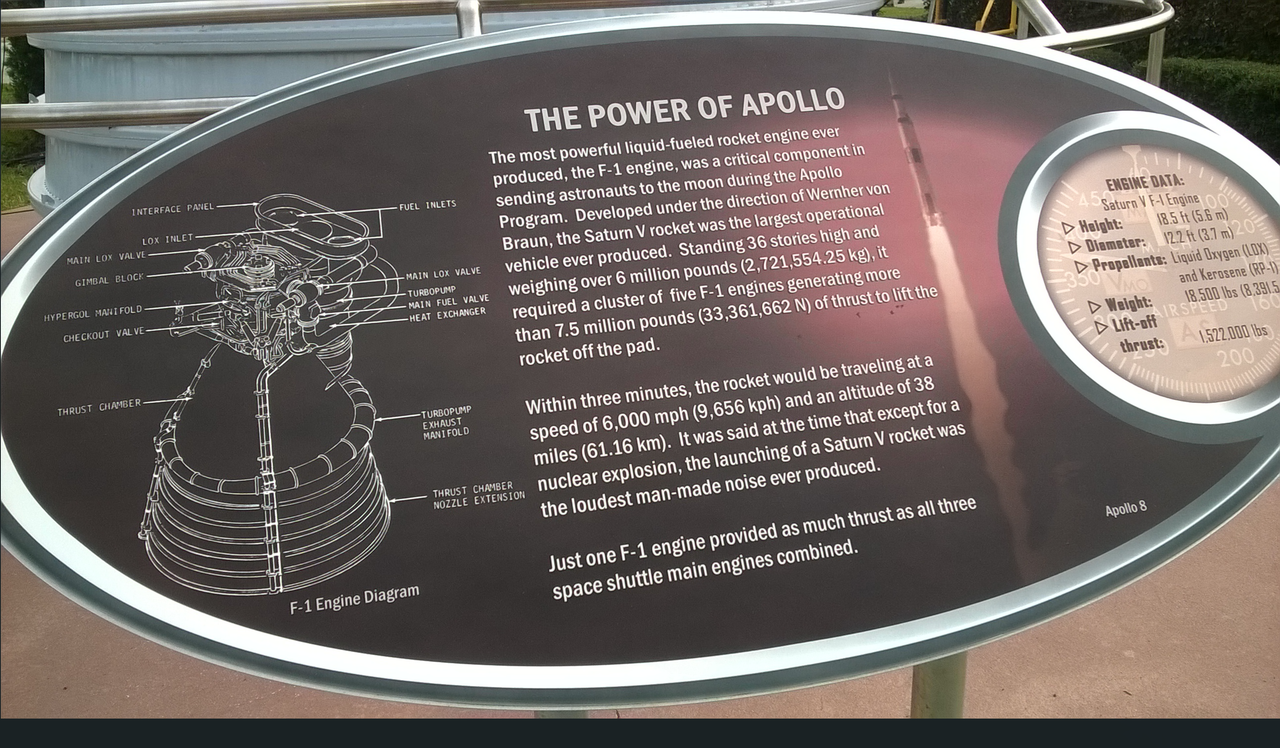 THE POWER OF APOLLO
The most powerful liquid-fueled rocket engine ever
produced, the F-1 engine, was a critical component in
sending astronauts to the moon during the Apollo
Program. Developed under the direction of Wernher von
Braun, the Saturn V rocket was the largest operational
vehicle ever produced. Standing 36 stories high and
weighing over 6 million pounds (2,721,554.25 kg), it
required a cluster of five F-1 engines generating more
than 7.5 million pounds (33,361,662 N) of thrust to lift the
rocket off the pad.
Within three minutes, the rocket would be traveling at a
speed of 6,000 mph (9,656 kph) and an altitude of 38
miles (61.16 km). It was said at the time that except for a
nuclear explosion, the launching of a Saturn V rocket was
the loudest man-made noise ever produced.
Just one F-1 engine provided as much thrust as all three
space shuttle main engines combined.
INTERFACE PANEL
FUEL INLETS
LOX INLET
MAIN LOX VALVE
GIMBAL BLOCK
MAIN LOX VALVE
TURBOPUMP
MAIN FUEL VALVE
HEAT EXCHANGER
HYPERGOL MANIFOLD
CHECKOUT VALVE
THRUST CHAMBER
TURBOPUMP
EXHAUST
MANIFOLD
THRUST CHAMBER
NOZZLE EXTENSION
F-1 Engine Diagram
ENGINE DATA:
Saturn V F-1 Engine
Height: 18.5 ft (5.6 m)
Diameter: 12.2 ft (3.7 m)
Propellants: Liquid Oxygen (LOX)
and Kerosene (RP-1
Weight: 18,500 lbs (8,391.5
Lift-off
thrust: 1,522,000 lbs
AIRSPEED
200
Apollo 8